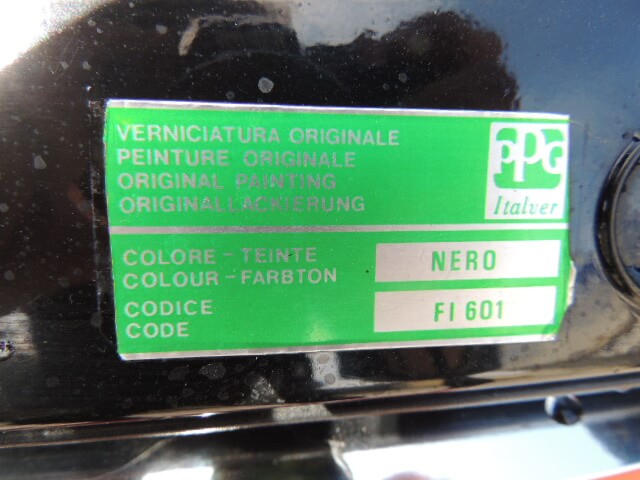 VERNICIATURA ORIGINALE
PEINTURE ORIGINALE
ORIGINAL PAINTING
ORIGINALLACKIERUNG
PPG
Italver
COLORE - TEINTE
COLOUR - FARBTON
NERO
CODICE
CODE
FI 601